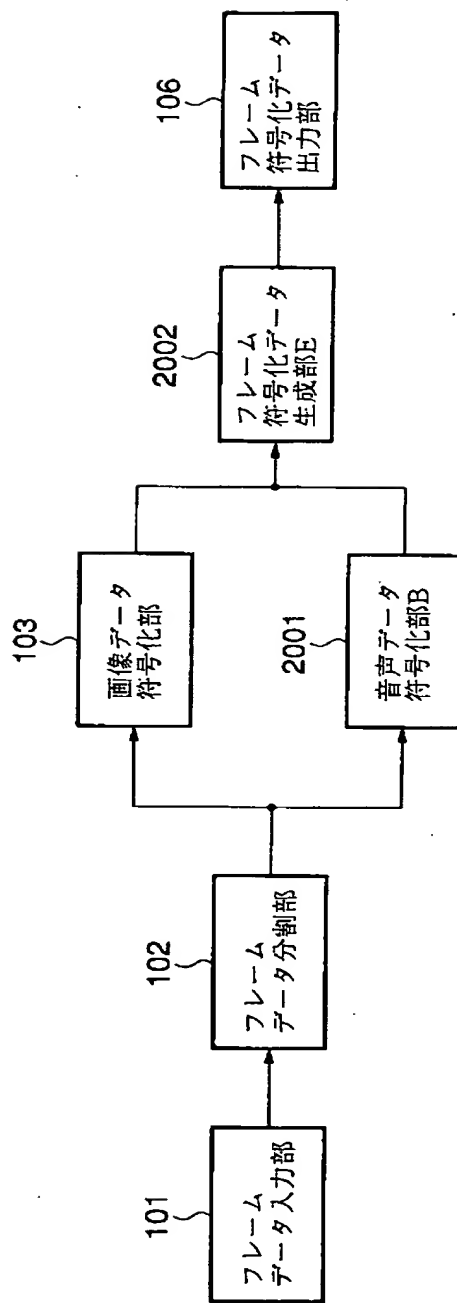 101
フレーム
データ入力部
102
フレーム
データ分割部
103
画像データ
符号化部
2001
音声データ
符号化部B
2002
フレーム
符号化データ
生成部E
106
フレーム
符号化データ
出力部